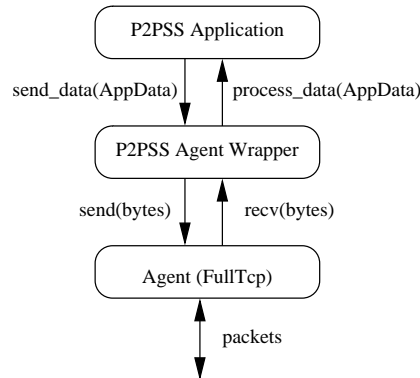 P2PSS Application
send_data(AppData)
process_data(AppData)
P2PSS Agent Wrapper
send(bytes)
recv(bytes)
Agent (FullTcp)
packets